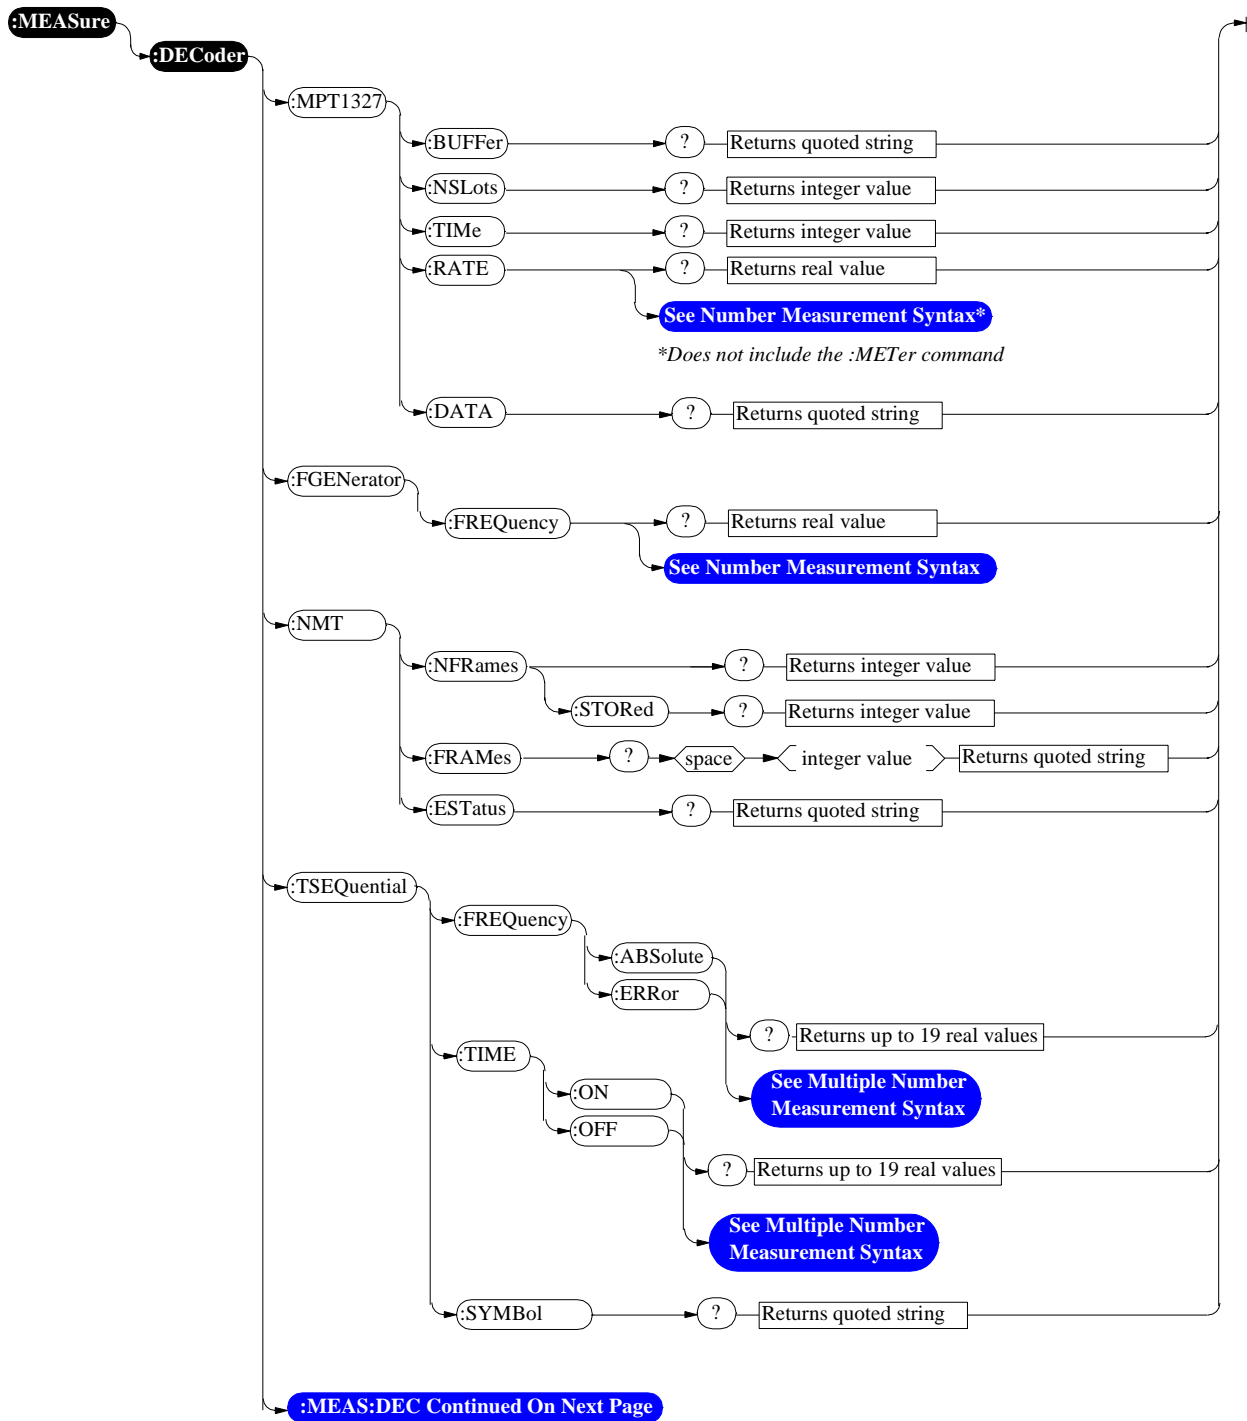 :MEASure
:DECoder
:MPT1327
:BUFFer ? Returns quoted string
:NSLots ? Returns integer value
:TIMe ? Returns integer value
:RATE ? Returns real value
See Number Measurement Syntax*
*Does not include the :METer command
:DATA ? Returns quoted string
:FGENerator
:FREQuency ? Returns real value
See Number Measurement Syntax
:NMT
:NFRames ? Returns integer value
:STORed ? Returns integer value
:FRAMes ? space integer value Returns quoted string
:ESTatus ? Returns quoted string
:TSEQuential
:FREQuency
:ABSolute
:ERRor
? Returns up to 19 real values
:TIME
See Multiple Number
Measurement Syntax
:ON
:OFF
? Returns up to 19 real values
See Multiple Number
Measurement Syntax
:SYMBol ? Returns quoted string
:MEAS:DEC Continued On Next Page